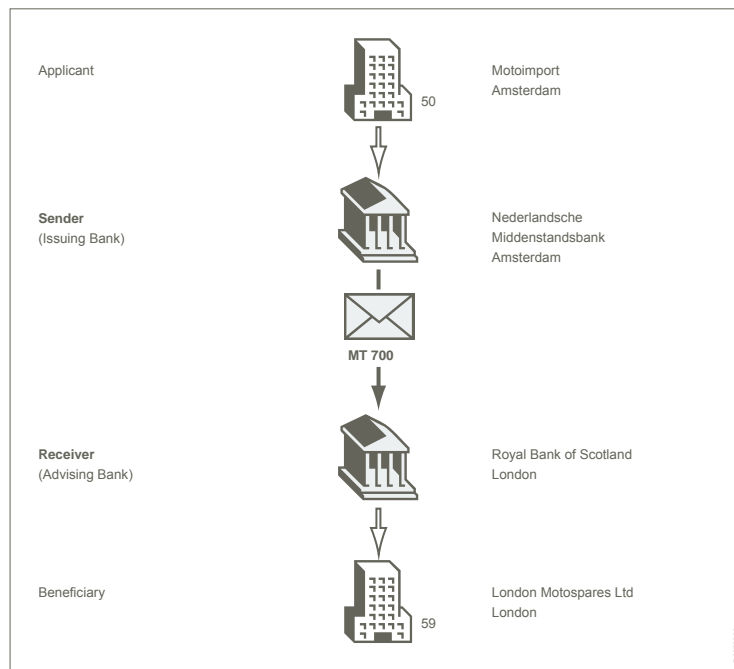 Applicant
50
Motoimport
Amsterdam
Sender
(Issuing Bank)
Nederlandsche
Middenstandsbank
Amsterdam
MT 700
Receiver
(Advising Bank)
Royal Bank of Scotland
London
Beneficiary
59
London Motospares Ltd
London